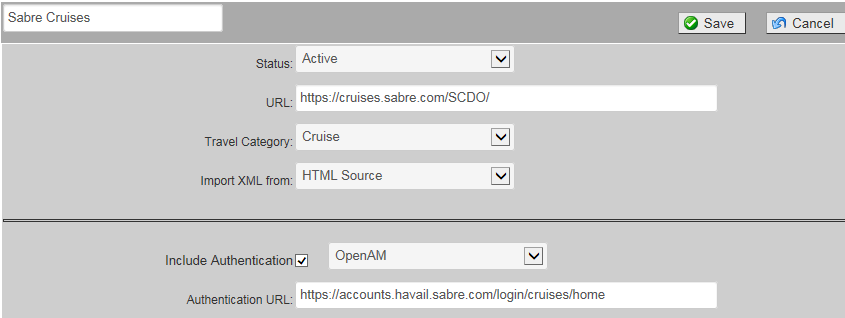 Sabre Cruises
Save Cancel
Status: Active
URL: https://cruises.sabre.com/SCDO/
Travel Category: Cruise
Import XML from: HTML Source
Include Authentication OpenAM
Authentication URL: https://accounts.havail.sabre.com/login/cruises/home